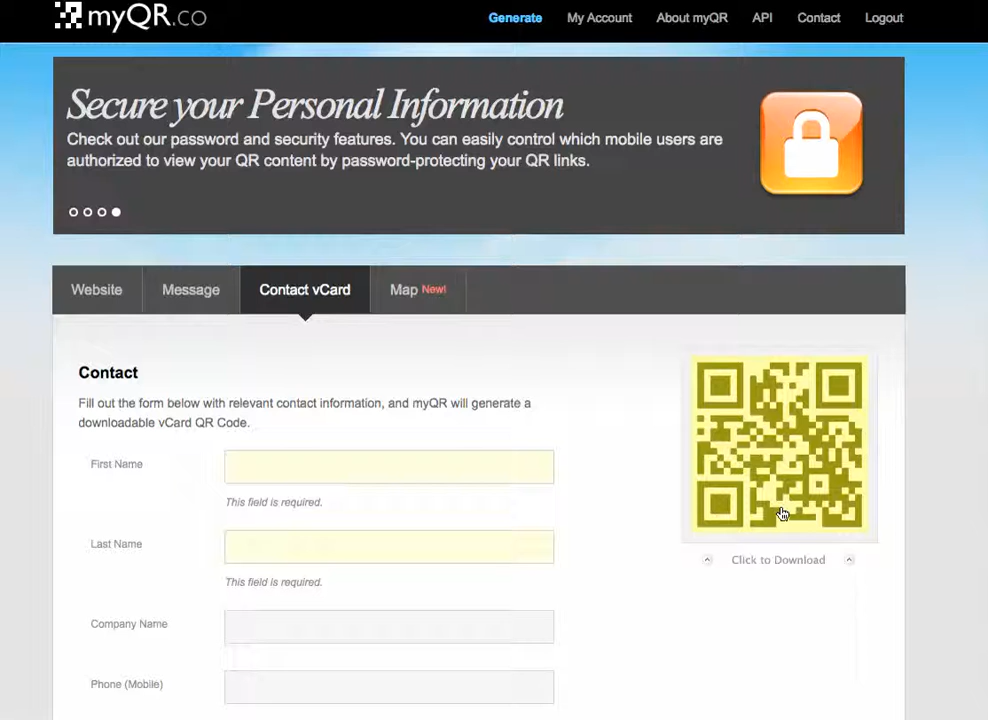 myQR.CO
Generate My Account About myQR API Contact Logout
Secure your Personal Information
Check out our password and security features. You can easily control which mobile users are
authorized to view your QR content by password-protecting your QR links.
Website Message Contact vCard Map New!
Contact
Fill out the form below with relevant contact information, and myQR will generate a
downloadable vCard QR Code.
First Name
This field is required.
Last Name
This field is required.
Company Name
Phone (Mobile)
Click to Download